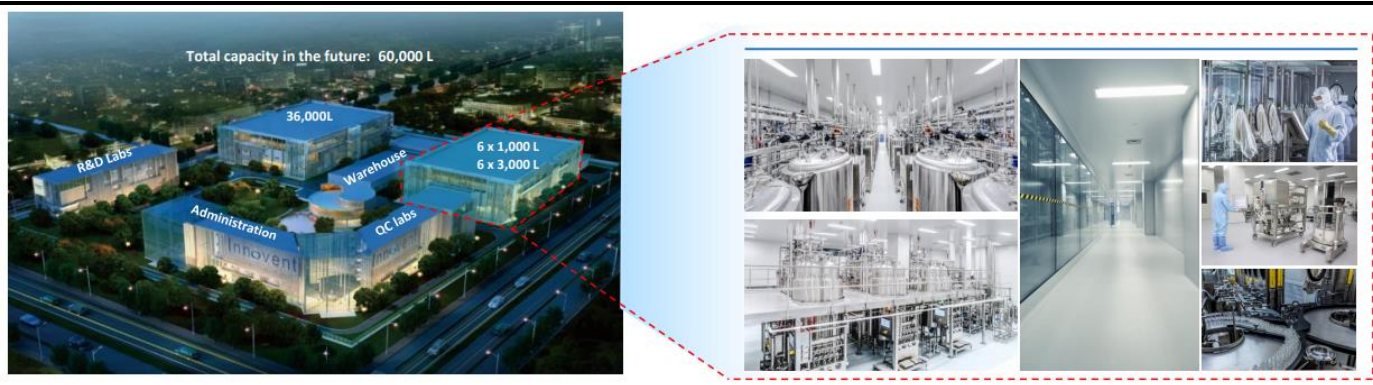 Total capacity in the future: 60,000 L
36,000L
R&D Labs
Warehouse
6 x 1,000 L
6 x 3,000 L
Administration
QC labs
Innovent